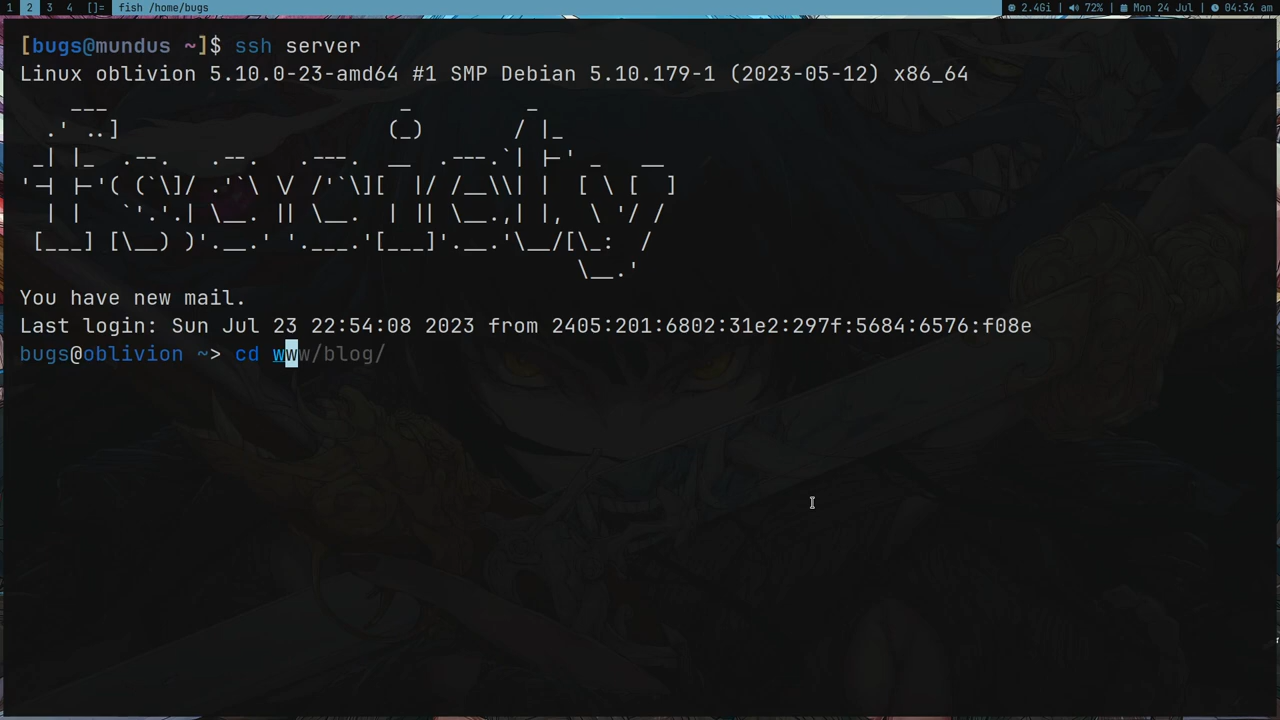 1 2 3 4 []= fish /home/bugs 2.4Gi | 72% | Mon 24 Jul | 04:34 am
[bugs@mundus ~]$ ssh server
Linux oblivion 5.10.0-23-amd64 #1 SMP Debian 5.10.179-1 (2023-05-12) x86_64
fsociety
You have new mail.
Last login: Sun Jul 23 22:54:08 2023 from 2405:201:6802:31e2:297f:5684:6576:f08e
bugs@oblivion ~> cd www/blog/